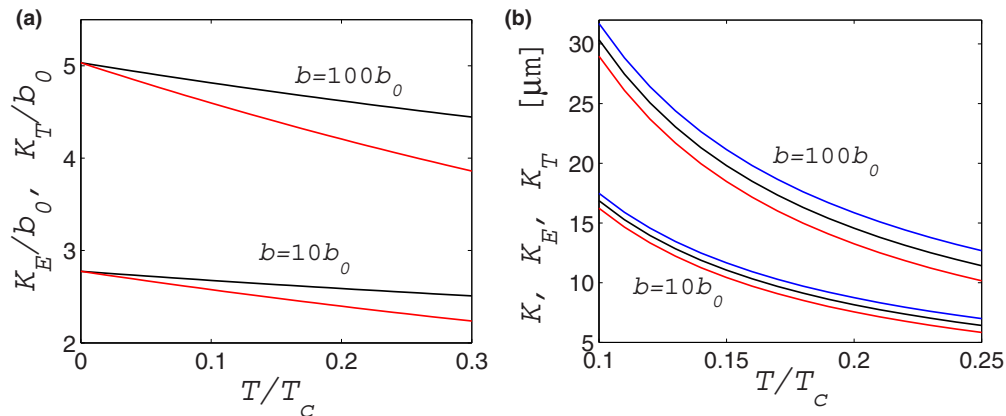 (a)
K_E/b_0, K_T/b_0
5
4
3
2
b=100b_0
b=10b_0
0
0.1
0.2
0.3
T/T_c
(b)
K, K_E, K_T [μm]
30
25
20
15
10
5
b=100b_0
b=10b_0
0.1
0.15
0.2
0.25
T/T_c